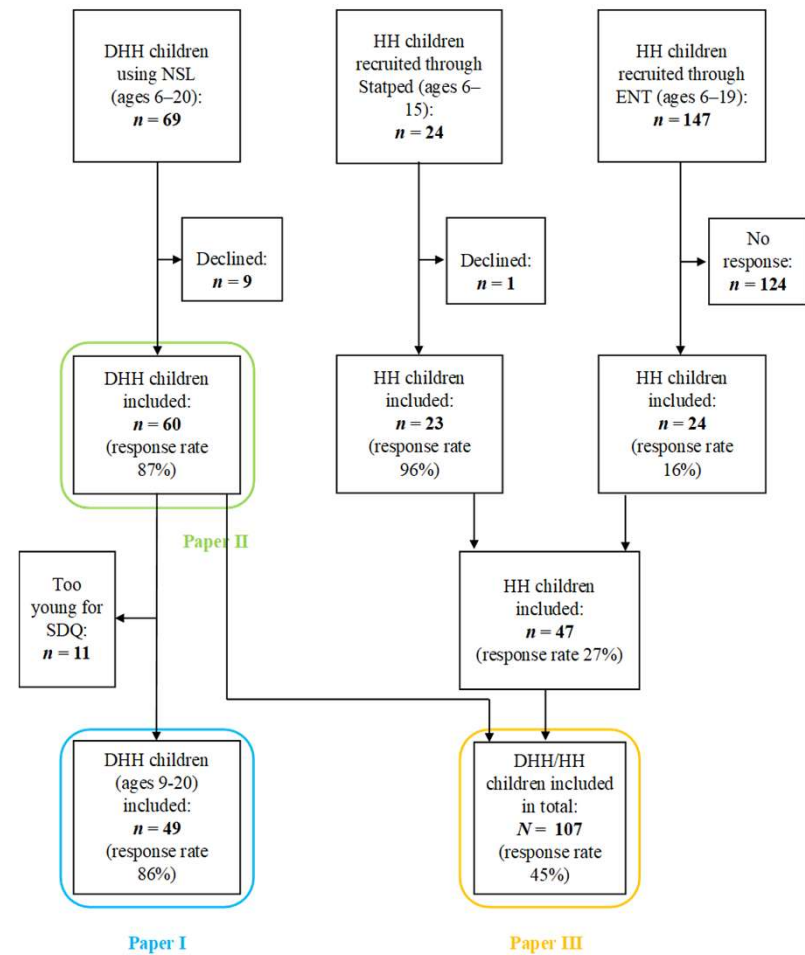 DHH children
using NSL
(ages 6–20):
n = 69
HH children
recruited through
Statped (ages 6–
15):
n = 24
HH children
recruited through
ENT (ages 6–19):
n = 147
Declined:
n = 9
Declined:
n = 1
No
response:
n = 124
DHH children
included:
n = 60
(response rate
87%)
HH children
included:
n = 23
(response rate
96%)
HH children
included:
n = 24
(response rate
16%)
Paper II
Too
young for
SDQ:
n = 11
HH children
included:
n = 47
(response rate 27%)
DHH children
(ages 9-20)
included:
n = 49
(response rate
86%)
DHH/HH
children included
in total:
N = 107
(response rate
45%)
Paper I
Paper III